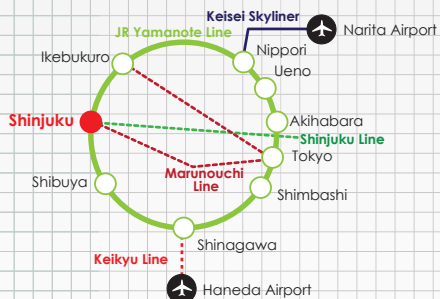 Keisei Skyliner
JR Yamanote Line
Narita Airport
Ikebukuro
Nippori
Ueno
Shinjuku
Akihabara
Shinjuku Line
Tokyo
Marunouchi
Line
Shibuya
Shimbashi
Shinagawa
Keikyu Line
Haneda Airport